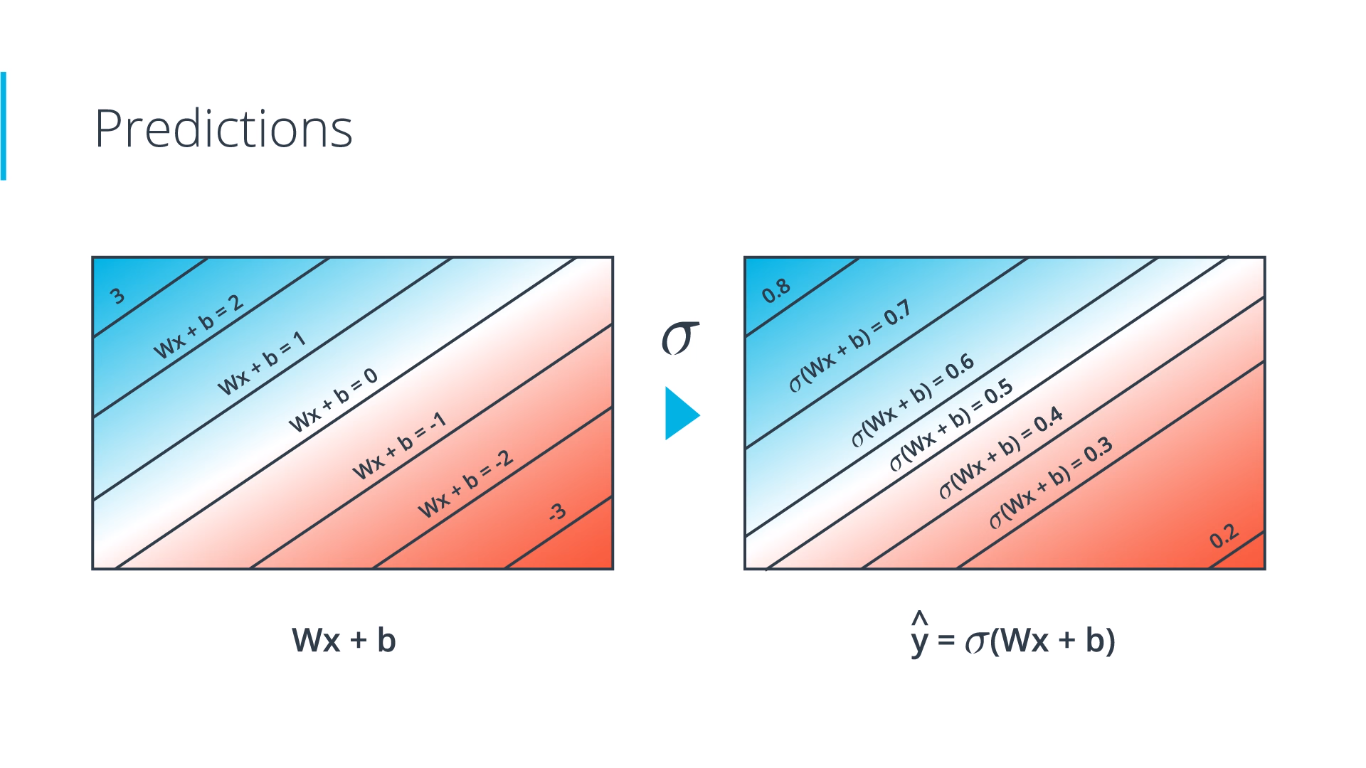 Predictions
3
Wx + b = 2
Wx + b = 1
Wx + b = 0
Wx + b = -1
Wx + b = -2
-3
Wx + b
σ
0.8
σ(Wx + b) = 0.7
σ(Wx + b) = 0.6
σ(Wx + b) = 0.5
σ(Wx + b) = 0.4
σ(Wx + b) = 0.3
0.2
ŷ = σ(Wx + b)